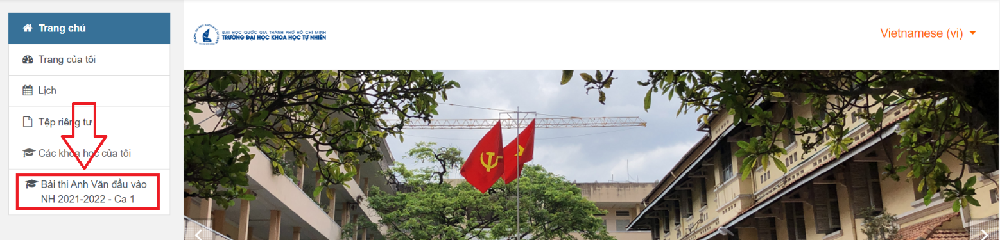 Trang chủ
Trang của tôi
Lịch
Tệp riêng tư
Các khóa học của tôi
Bài thi Anh Văn đầu vào
NH 2021-2022 - Ca 1
ĐẠI HỌC QUỐC GIA THÀNH PHỐ HỒ CHÍ MINH
TRƯỜNG ĐẠI HỌC KHOA HỌC TỰ NHIÊN
Vietnamese (vi)